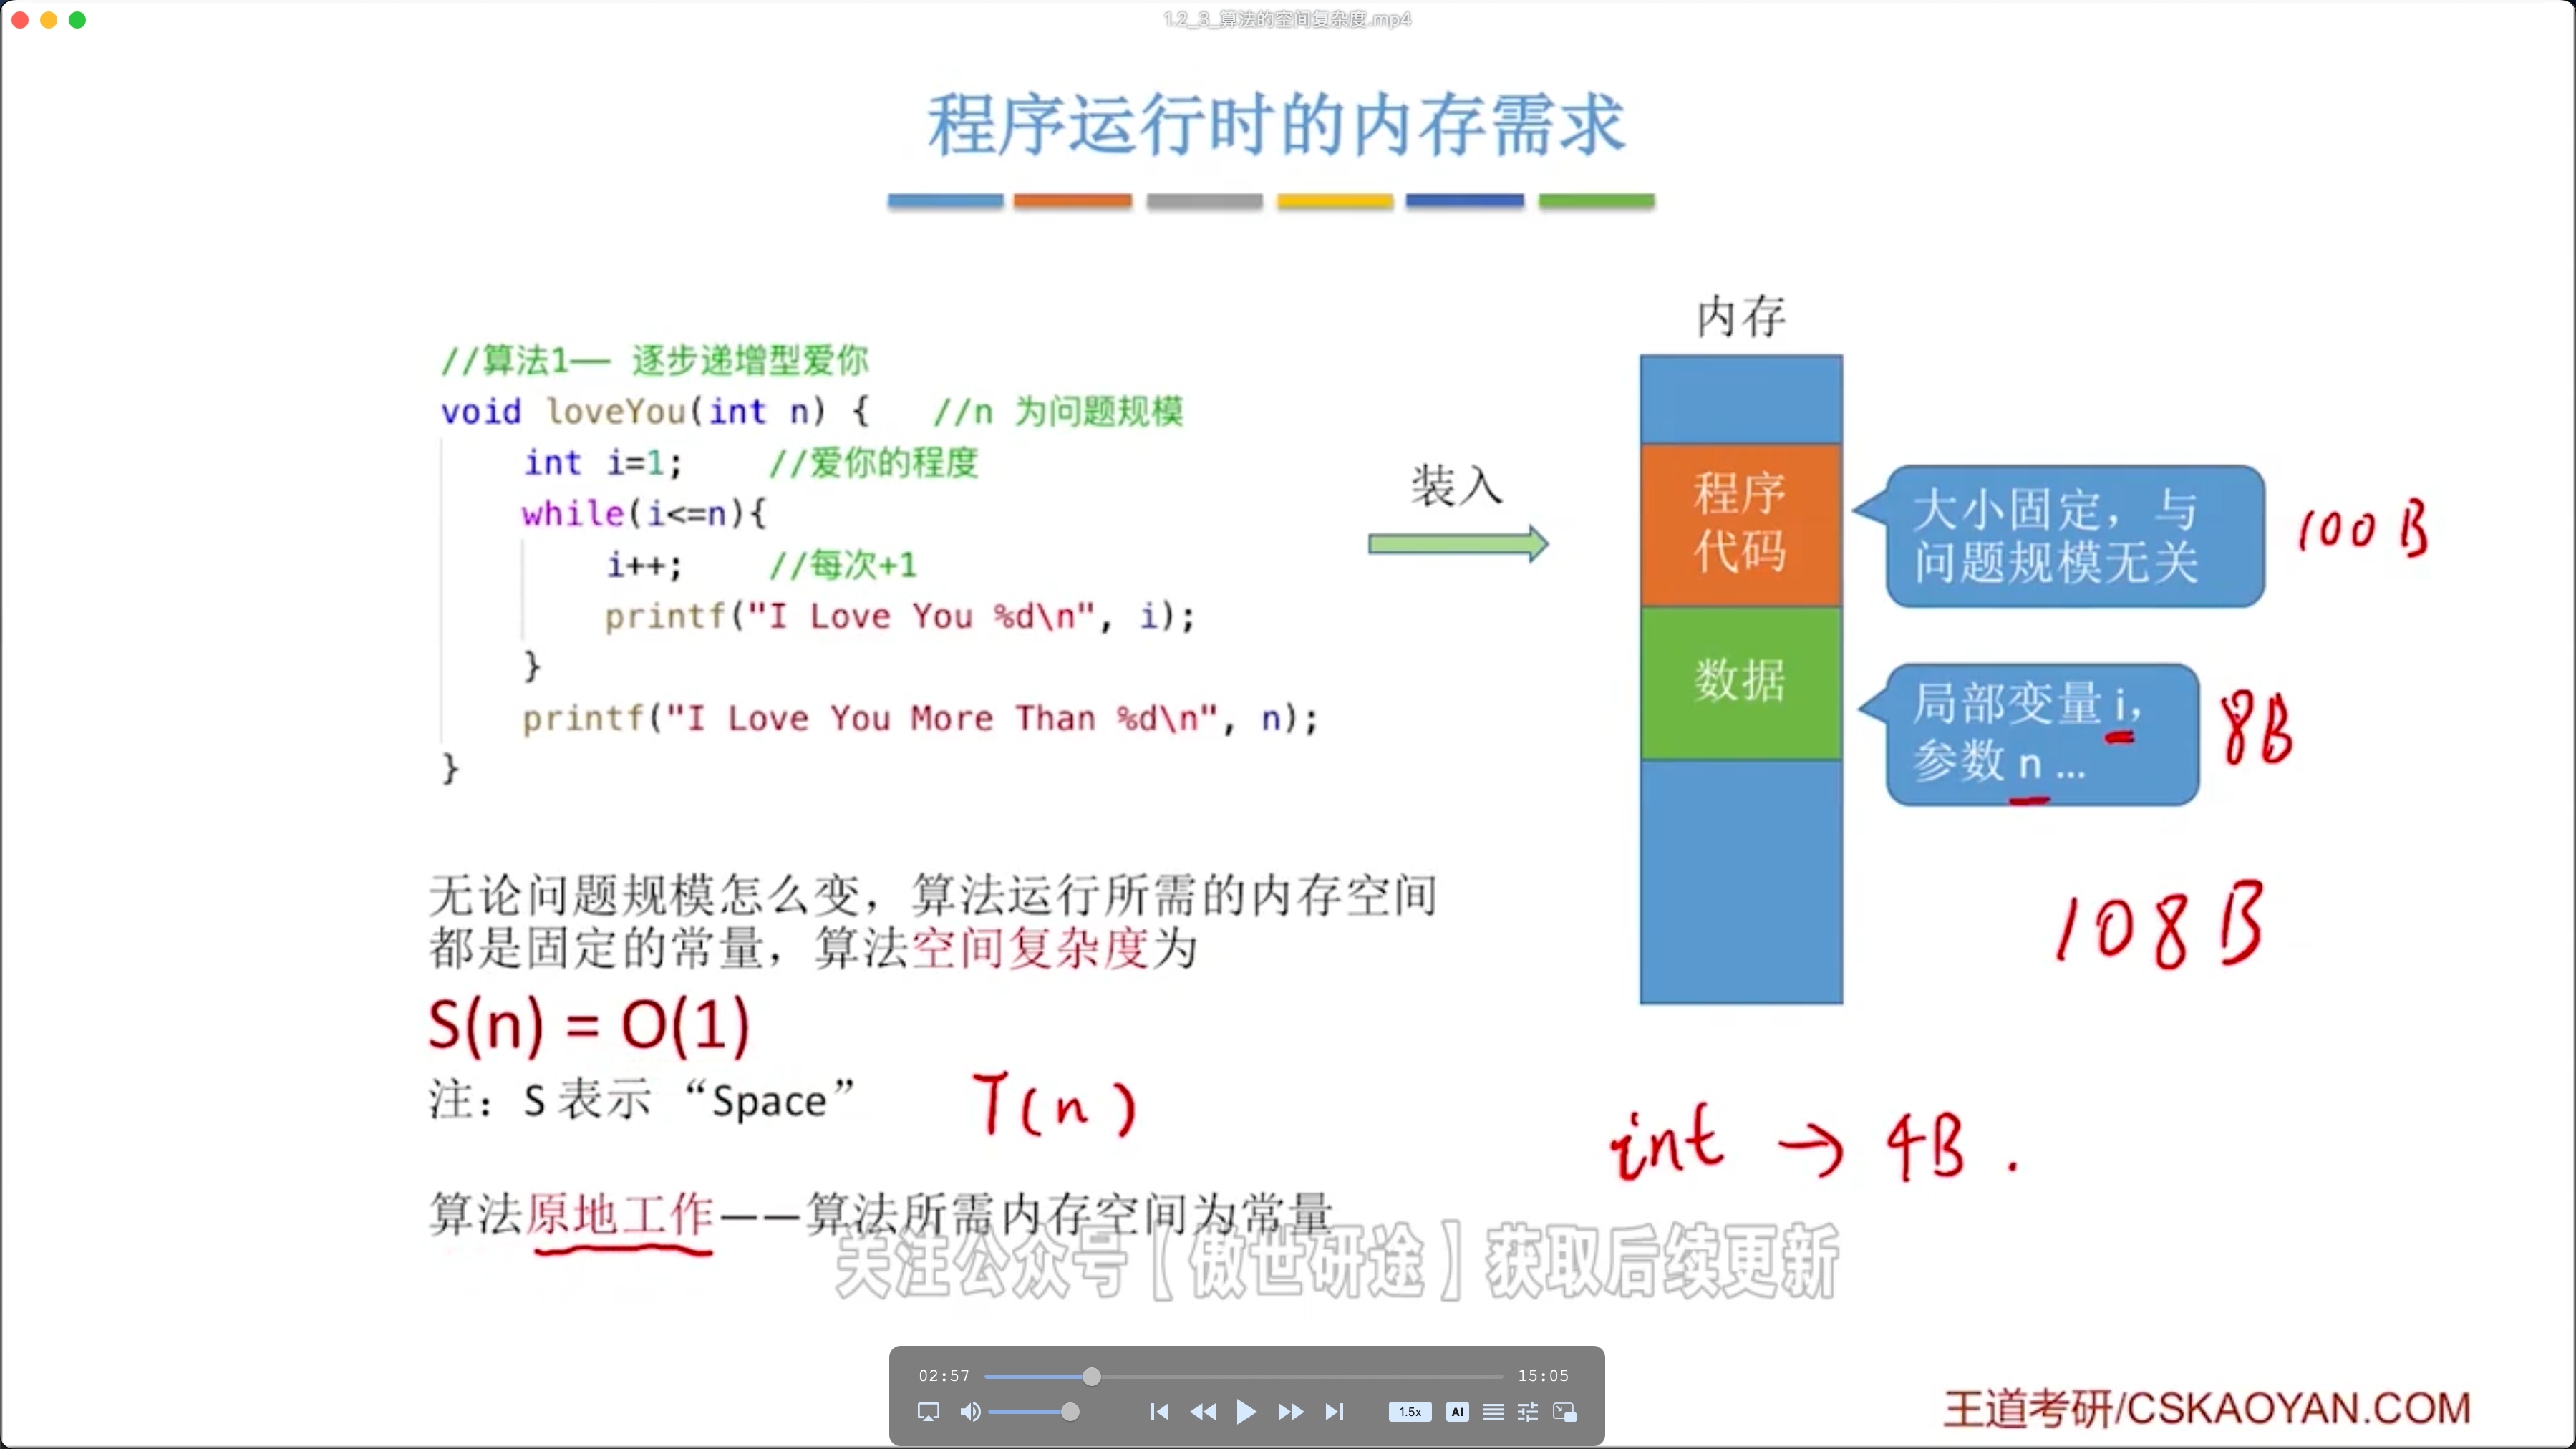 1.2_3_算法的空间复杂度.mp4
程序运行时的内存需求
//算法1—— 逐步递增型爱你
void loveYou(int n) {   //n 为问题规模
int i=1;    //爱你的程度
while(i<=n){
i++;    //每次+1
printf("I Love You %d\n", i);
}
printf("I Love You More Than %d\n", n);
}
装入
内存
程序
代码
数据
大小固定，与
问题规模无关
100B
局部变量 i，
参数 n …
8B
108B
无论问题规模怎么变，算法运行所需的内存空间
都是固定的常量，算法空间复杂度为
S(n) = O(1)
注：S 表示 “Space”
T(n)
int → 4B .
算法原地工作——算法所需内存空间为常量
关注公众号【傲世研途】获取后续更新
02:57
15:05
1.5x
AI
王道考研/CSKAOYAN.COM